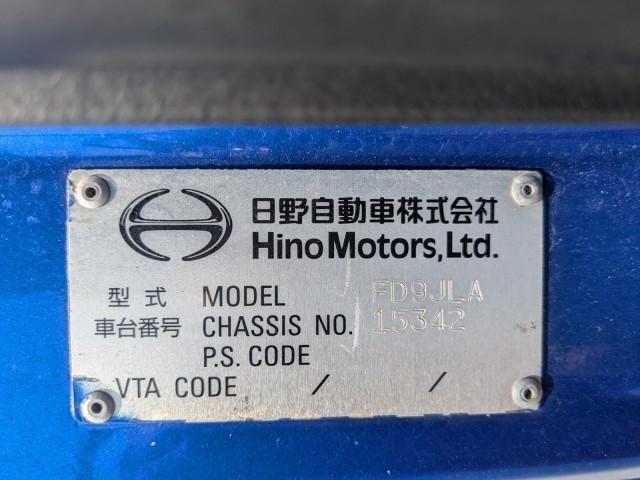 日野自動車株式会社
Hino Motors, Ltd.
型式 MODEL FD9JLA
車台番号 CHASSIS NO. 15342
P.S. CODE
VTA CODE / /